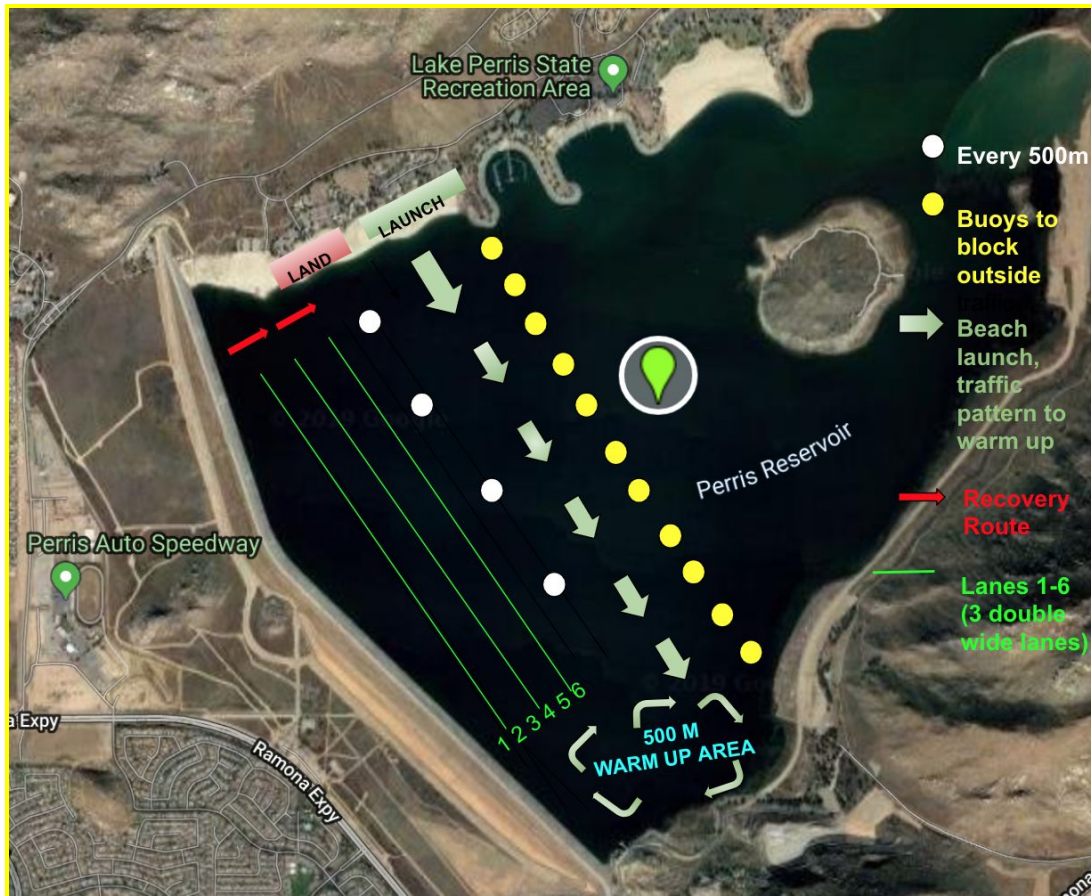 Lake Perris State
Recreation Area
Every 500m
LAUNCH
LAND
Buoys to
block
outside
traffic
Beach
launch,
traffic
pattern to
warm up
Perris Reservoir
Recovery
Route
Perris Auto Speedway
Lanes 1-6
(3 double
wide lanes)
1 2 3 4 5 6
500 M
WARM UP AREA
a Expy
Ramona Expy